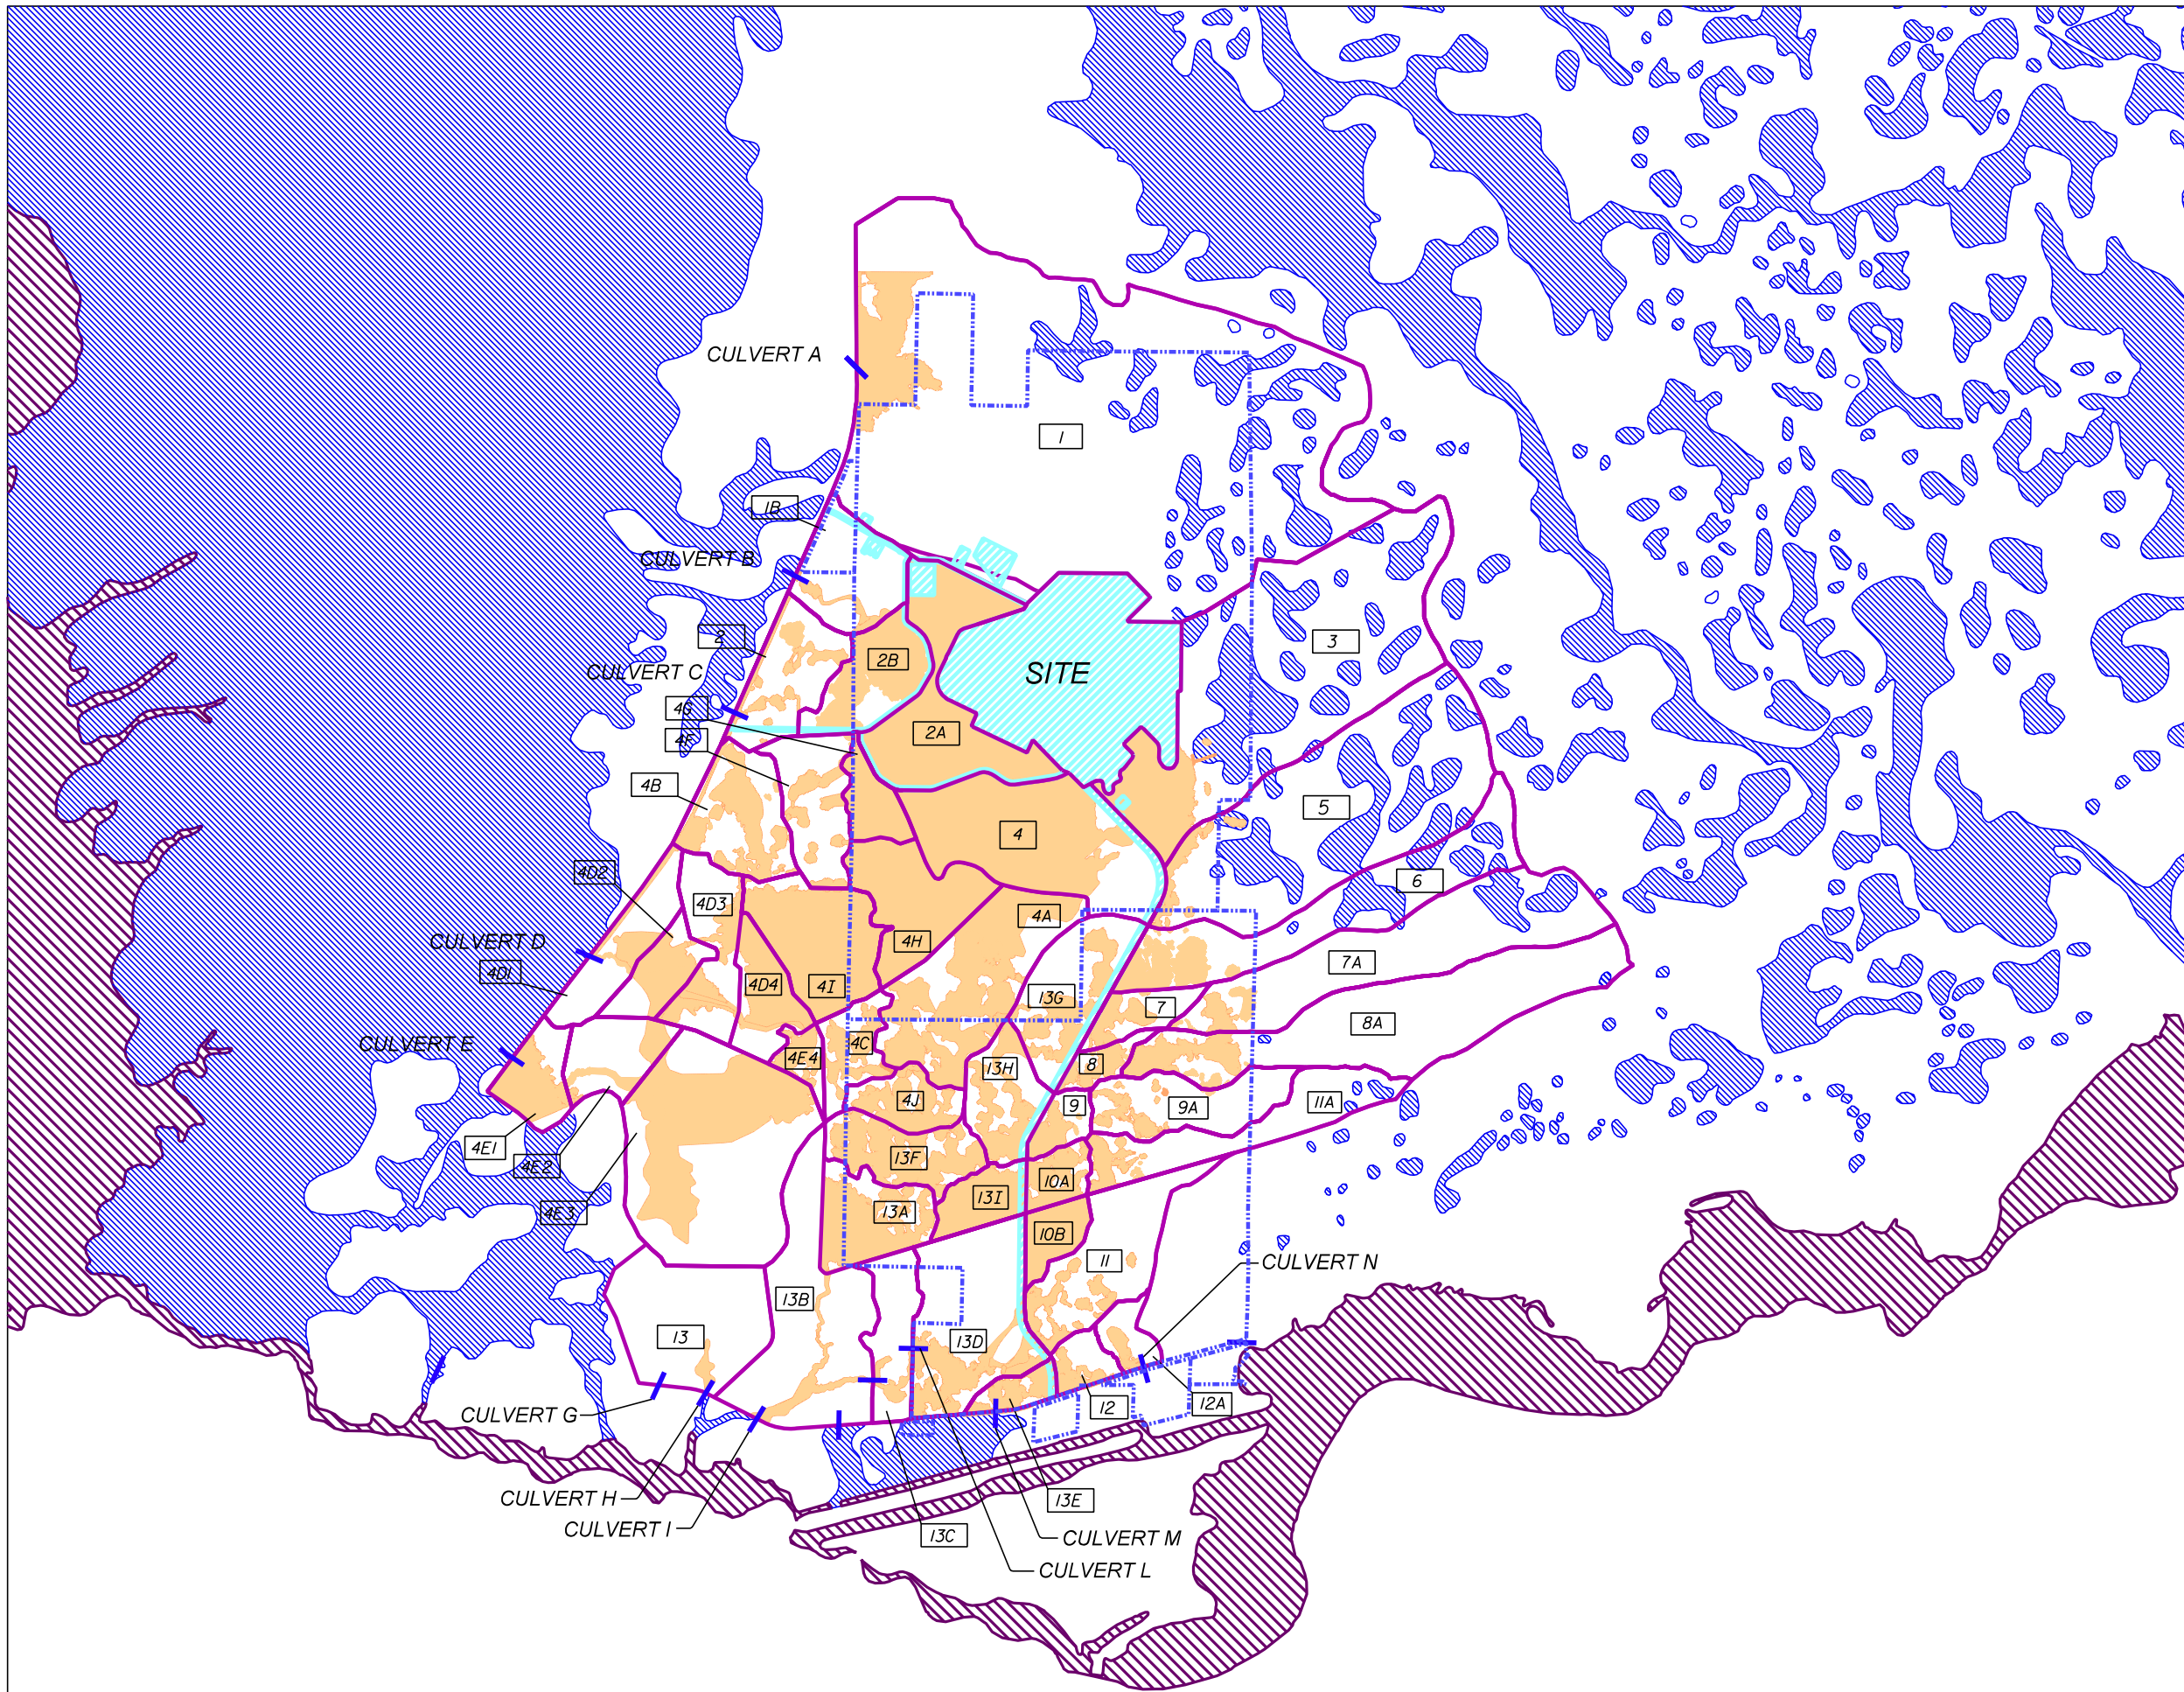 CULVERT A
1
1B
CULVERT B
2
3
2B
CULVERT C
SITE
4G
2A
4F
4B
5
4
4D2
6
4D3
4A
CULVERT D
4H
7A
4D1
4D4
4I
13G
7
8A
CULVERT E
4C
4E4
8
13H
4J
9
9A
11A
4E1
4E2
13F
10A
13I
4E3
13A
10B
11
CULVERT N
13B
13
13D
12A
12
CULVERT G
CULVERT H
13E
CULVERT I
13C
CULVERT M
CULVERT L